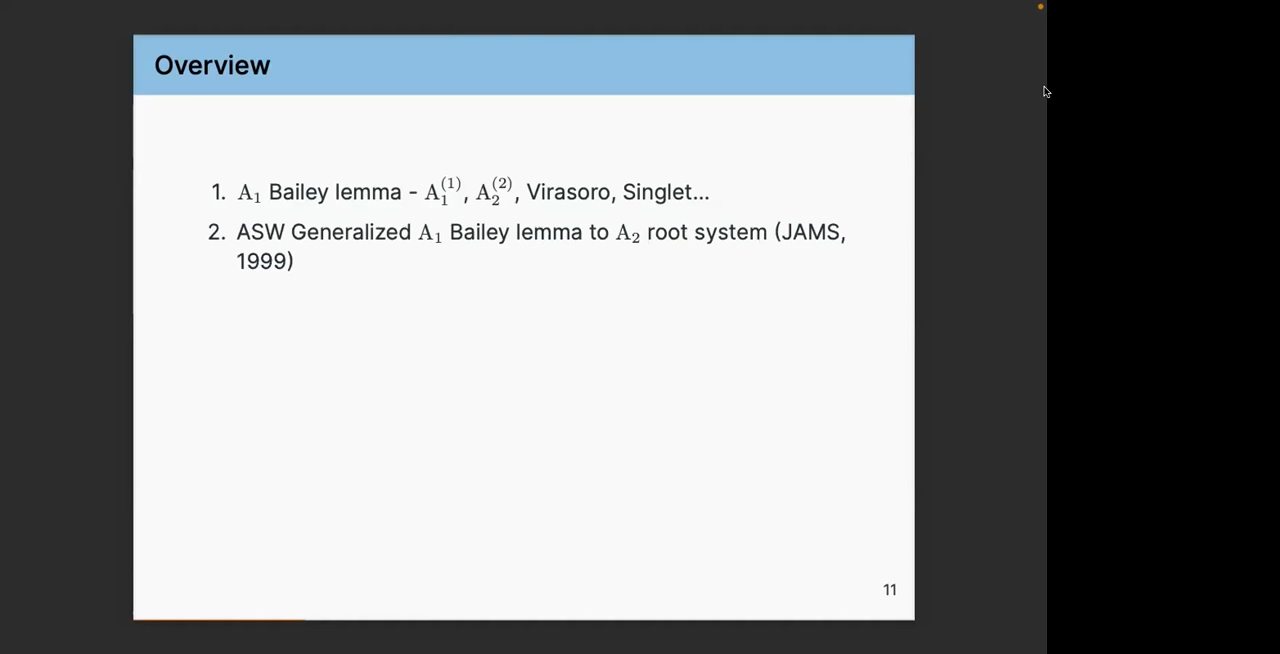 Overview
1. A₁ Bailey lemma - A₁⁽¹⁾, A₂⁽²⁾, Virasoro, Singlet...
2. ASW Generalized A₁ Bailey lemma to A₂ root system (JAMS,
1999)
11